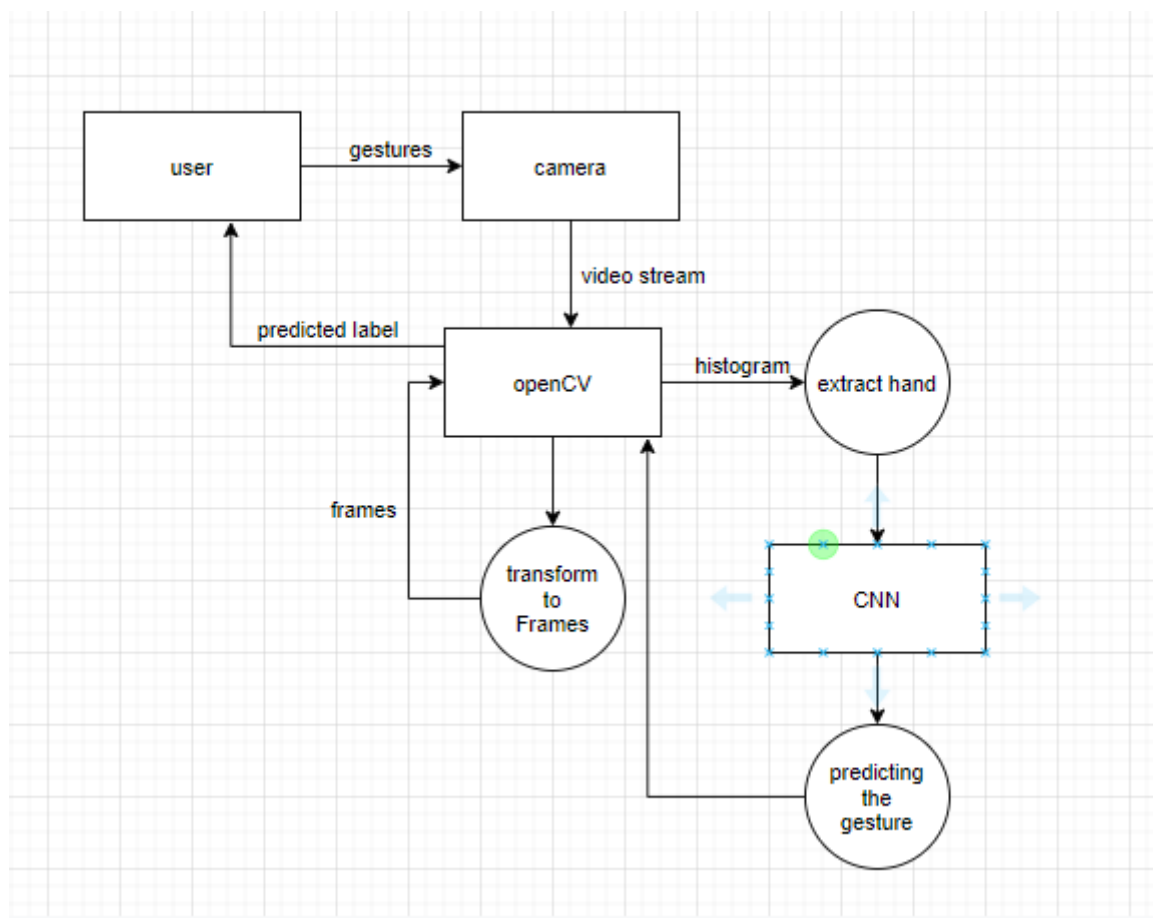 gestures
user
camera
video stream
predicted label
histogram
openCV
extract hand
frames
transform
to
Frames
CNN
predicting
the
gesture